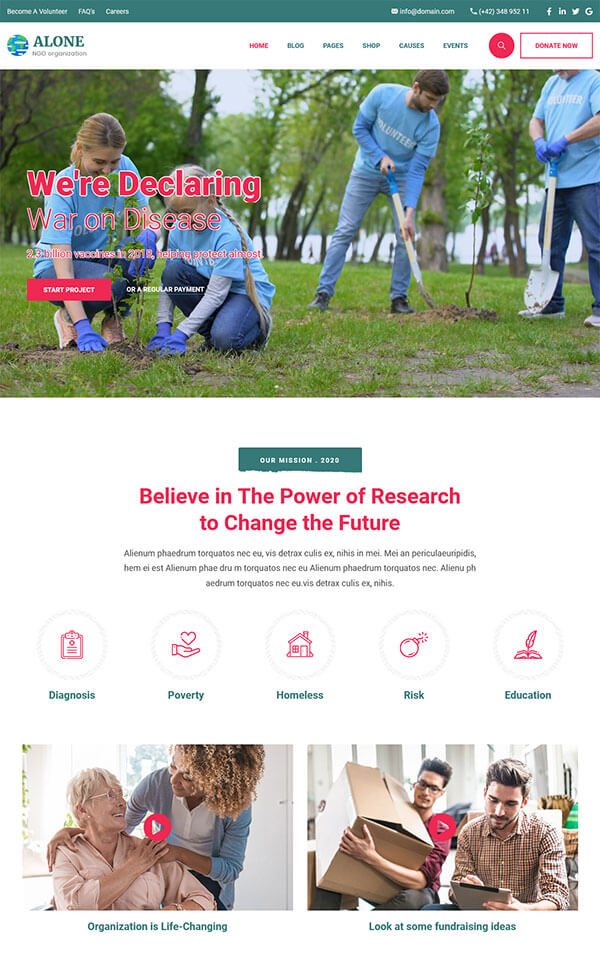 Become A Volunteer FAQ's Careers info@domain.com (+42) 348 952 11
ALONE
NGO organization
HOME BLOG PAGES SHOP CAUSES EVENTS DONATE NOW
VOLUNTEER
VOLUNTEER
We're Declaring
War on Disease
2.3 billion vaccines in 2018, helping protect almost
START PROJECT OR A REGULAR PAYMENT
OUR MISSION . 2020
Believe in The Power of Research
to Change the Future
Alienum phaedrum torquatos nec eu, vis detrax culis ex, nihis in mei. Mei an periculaeuripidis,
hem ei est Alienum phae dru m torquatos nec eu Alienum phaedrum torquatos nec. Alienu ph
aedrum torquatos nec eu.vis detrax culis ex, nihis.
Diagnosis Poverty Homeless Risk Education
Organization is Life-Changing Look at some fundraising ideas